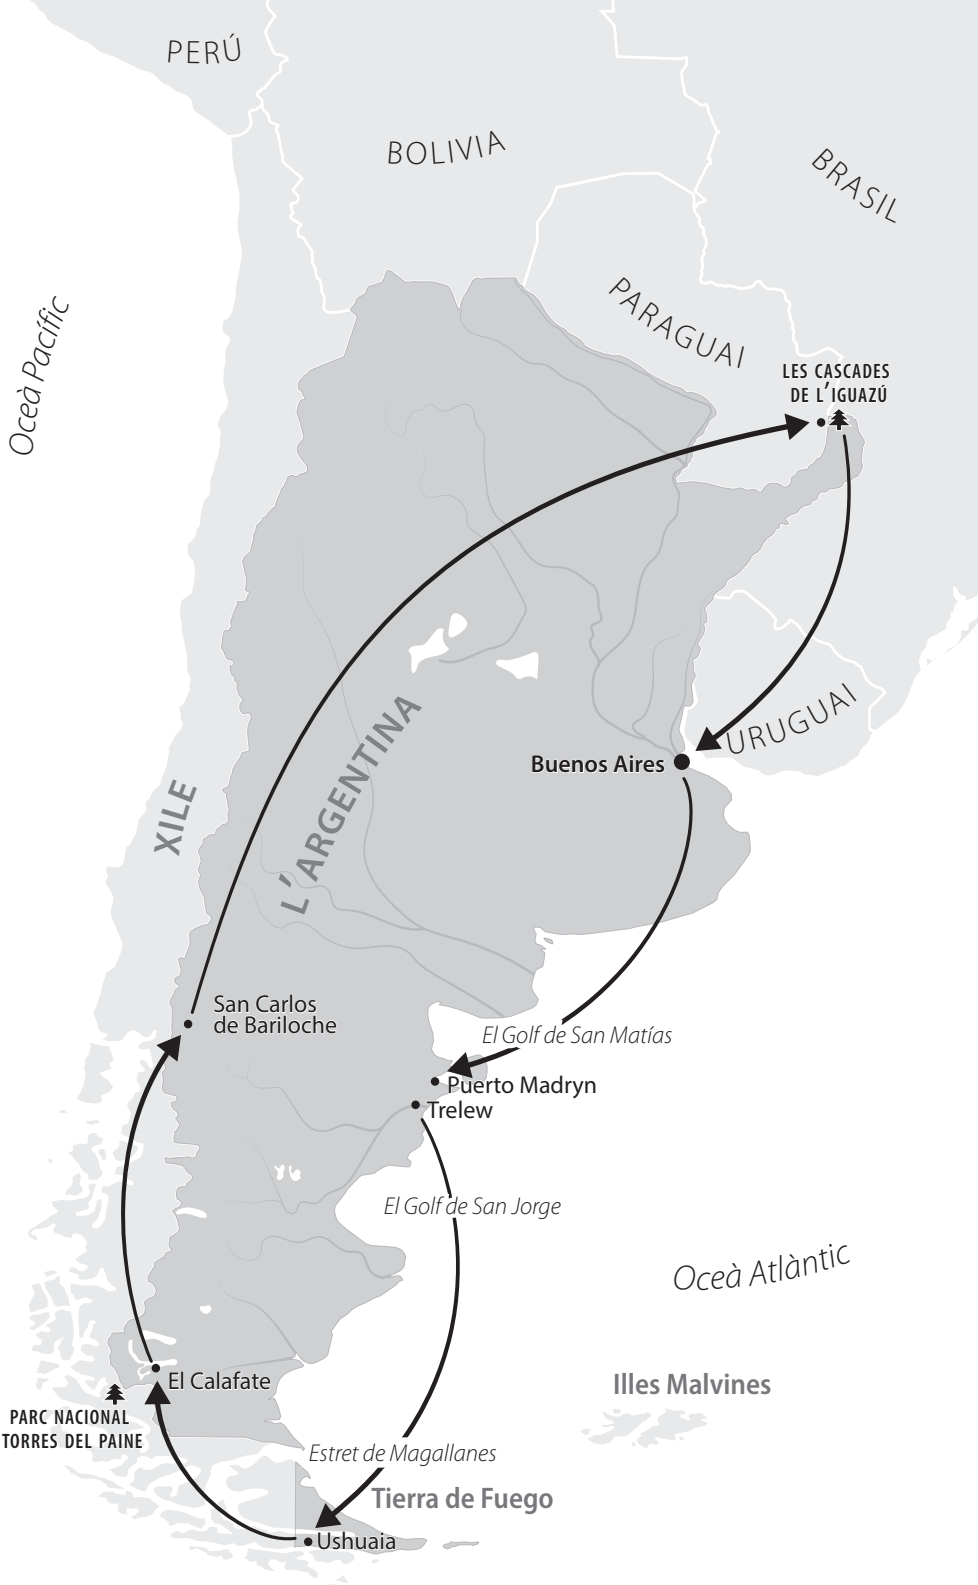 PERÚ
BOLIVIA
BRASIL
Oceà Pacífic
PARAGUAI
LES CASCADES
DE L'IGUAZÚ
L'ARGENTINA
URUGUAI
Buenos Aires
XILE
San Carlos
de Bariloche
El Golf de San Matías
Puerto Madryn
Trelew
El Golf de San Jorge
Oceà Atlàntic
El Calafate
Illes Malvines
PARC NACIONAL
TORRES DEL PAINE
Estret de Magallanes
Tierra de Fuego
Ushuaia